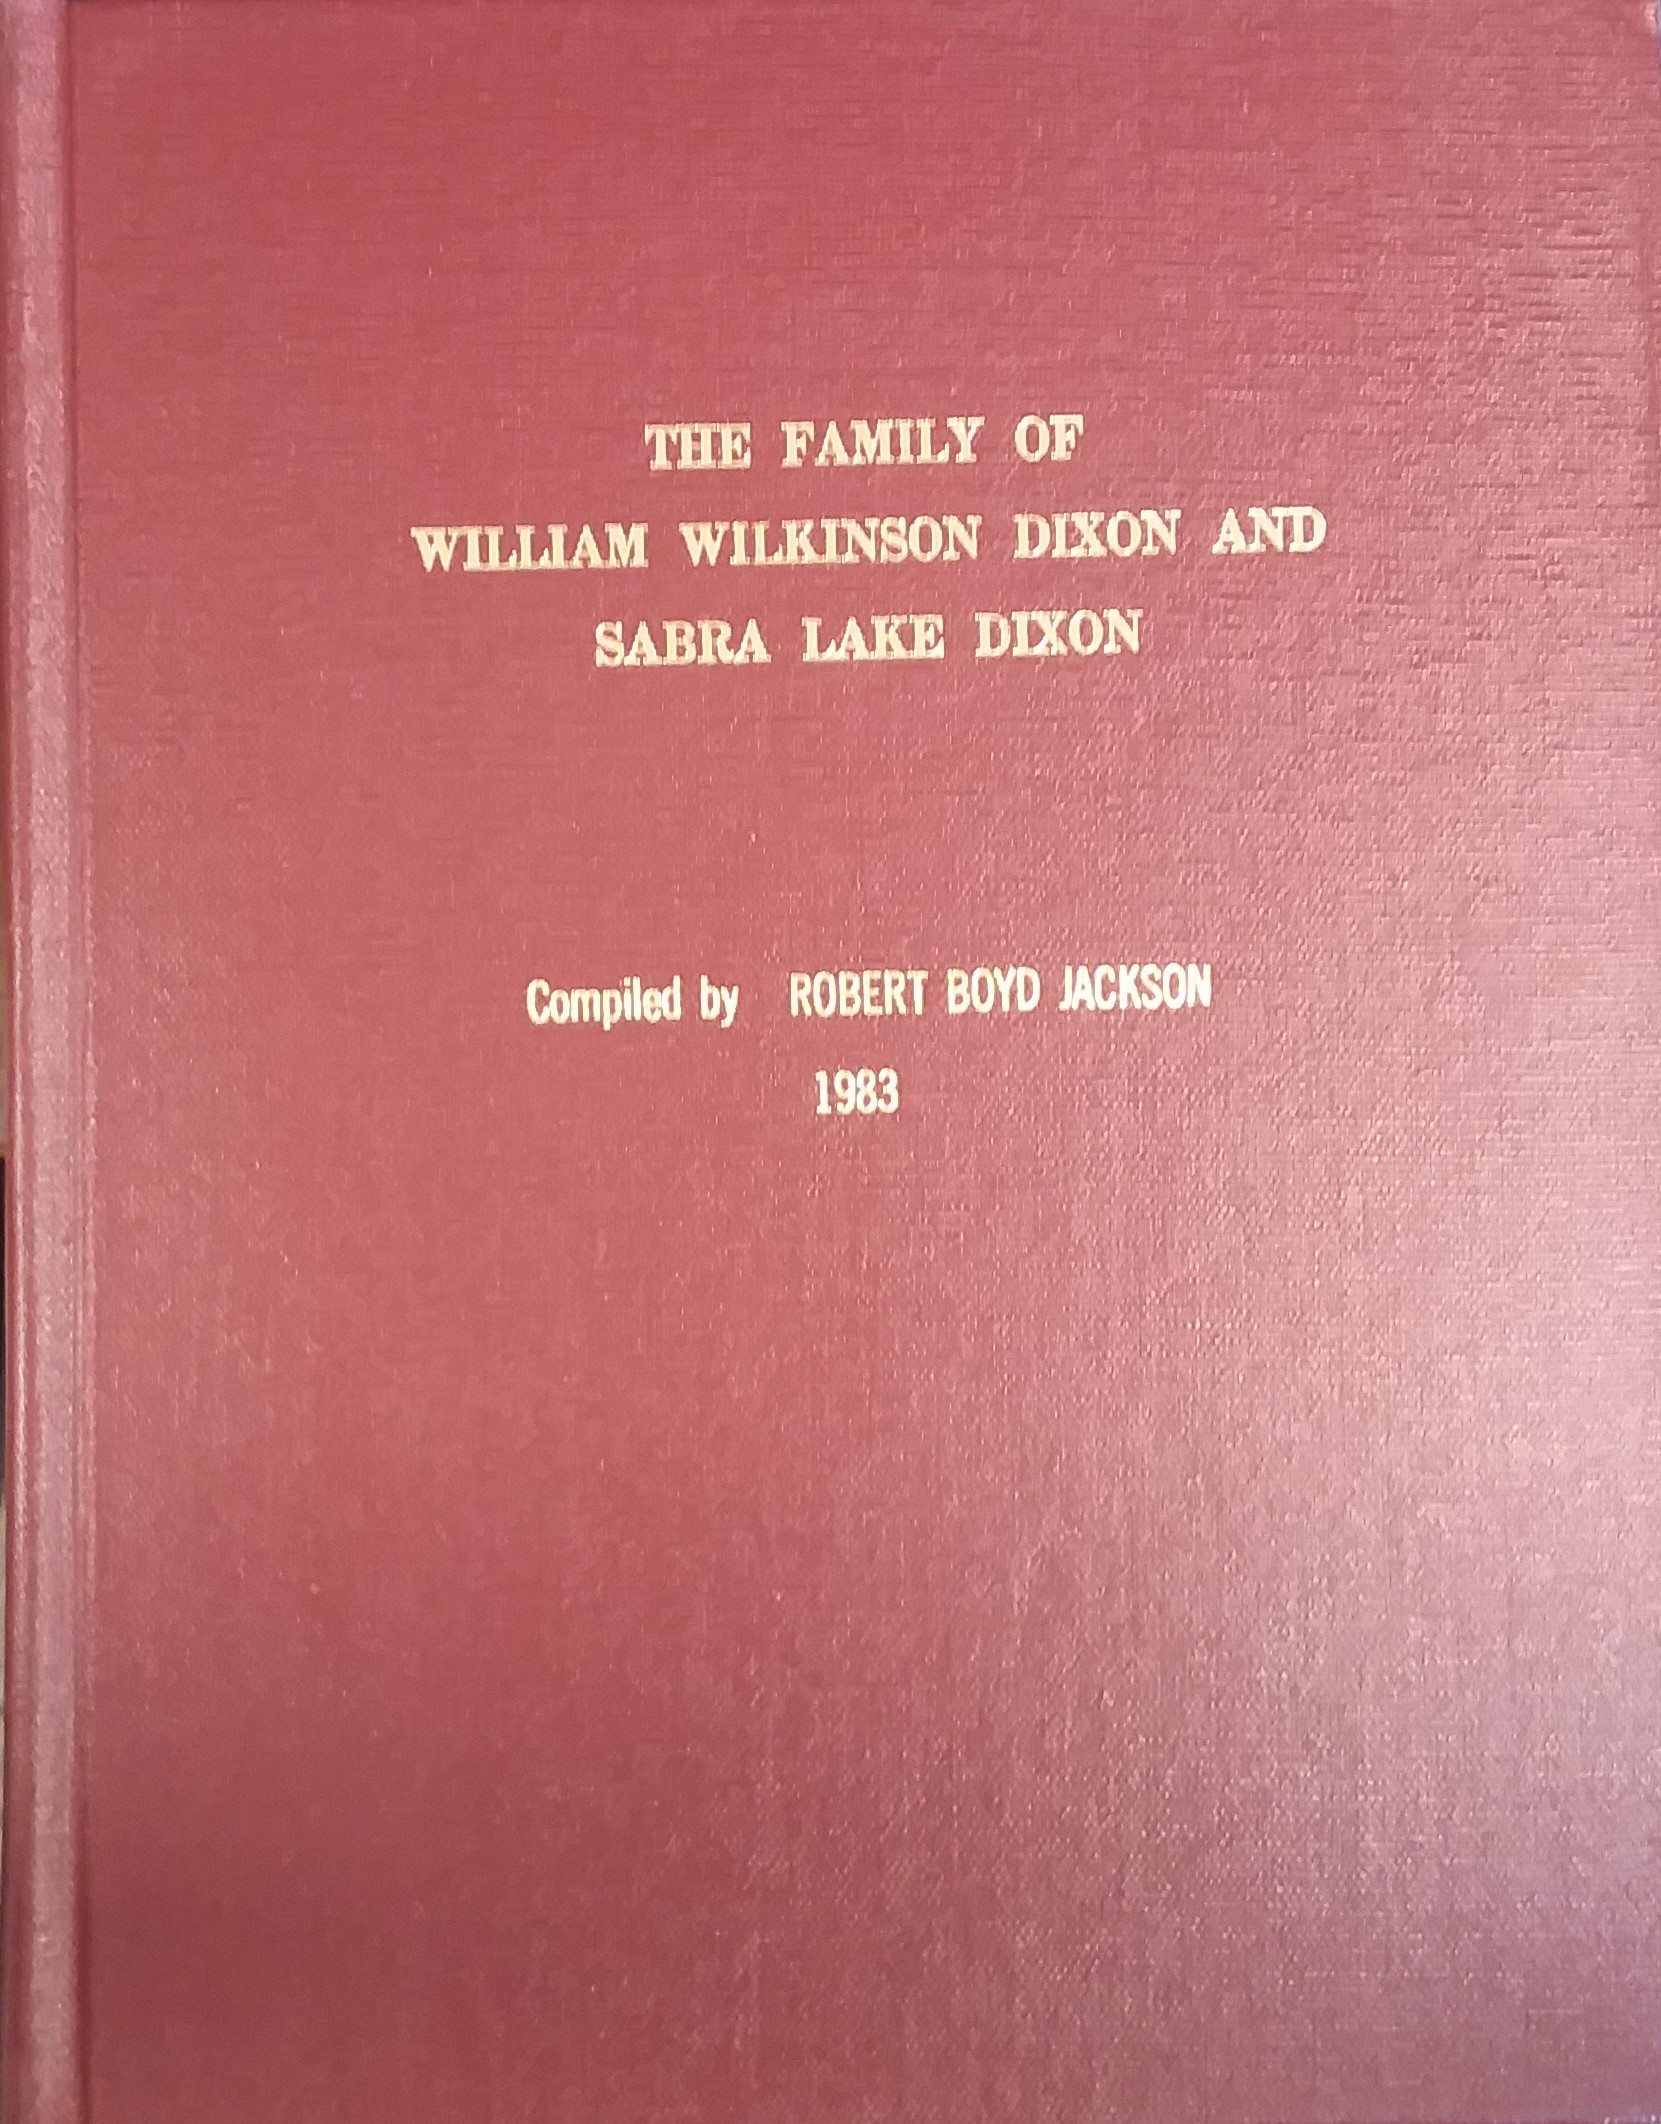 THE FAMILY OF
WILLIAM WILKINSON DIXON AND
SABRA LAKE DIXON
Compiled by ROBERT BOYD JACKSON
1983